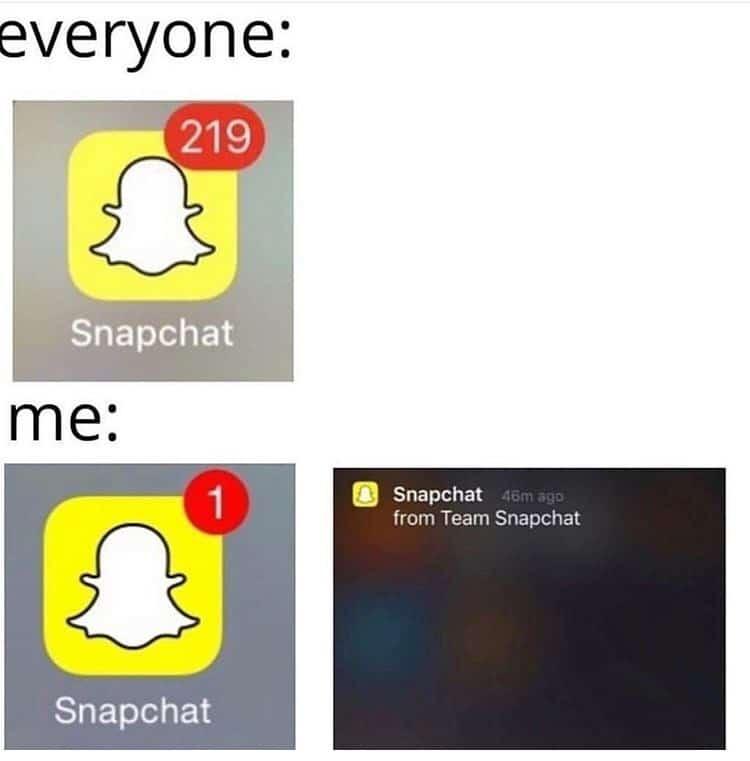 everyone:
219
Snapchat
me:
1
Snapchat
Snapchat 46m ago
from Team Snapchat